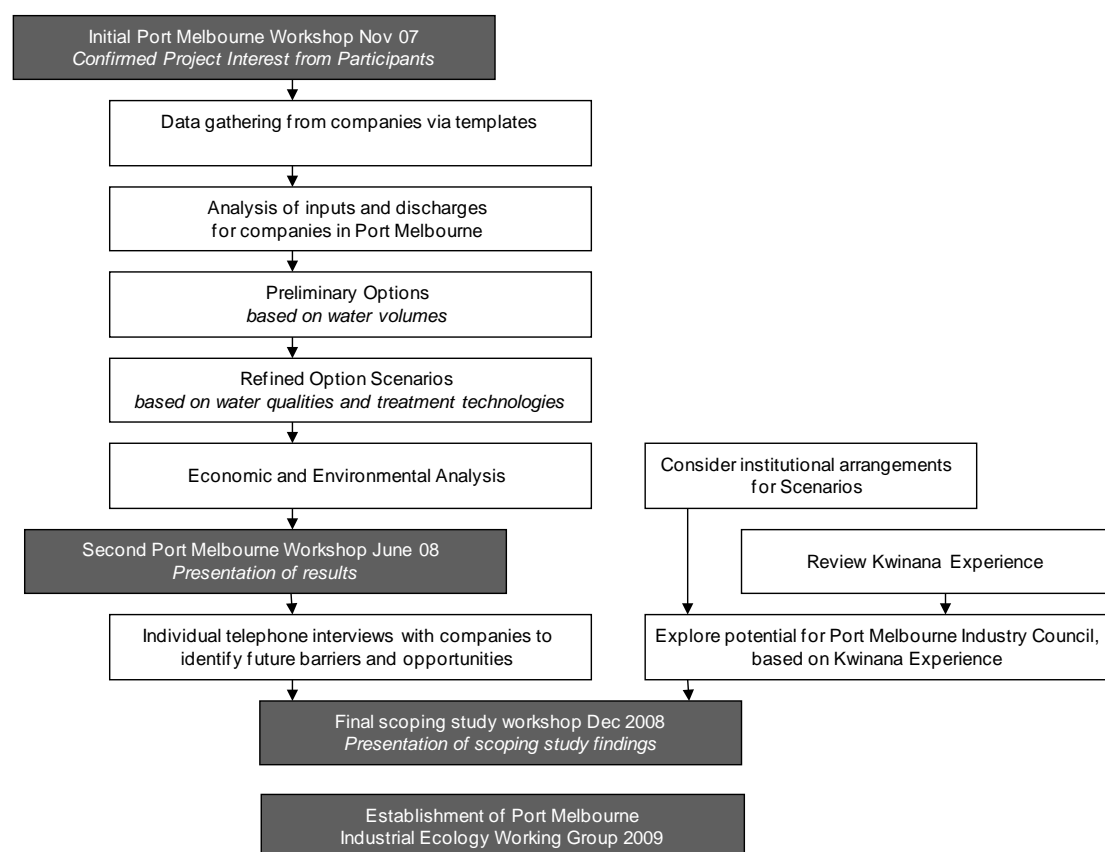 Initial Port Melbourne Workshop Nov 07
Confirmed Project Interest from Participants
Data gathering from companies via templates
Analysis of inputs and discharges
for companies in Port Melbourne
Preliminary Options
based on water volumes
Refined Option Scenarios
based on water qualities and treatment technologies
Economic and Environmental Analysis
Consider institutional arrangements
for Scenarios
Second Port Melbourne Workshop June 08
Presentation of results
Review Kwinana Experience
Individual telephone interviews with companies to
identify future barriers and opportunities
Explore potential for Port Melbourne Industry Council,
based on Kwinana Experience
Final scoping study workshop Dec 2008
Presentation of scoping study findings
Establishment of Port Melbourne
Industrial Ecology Working Group 2009